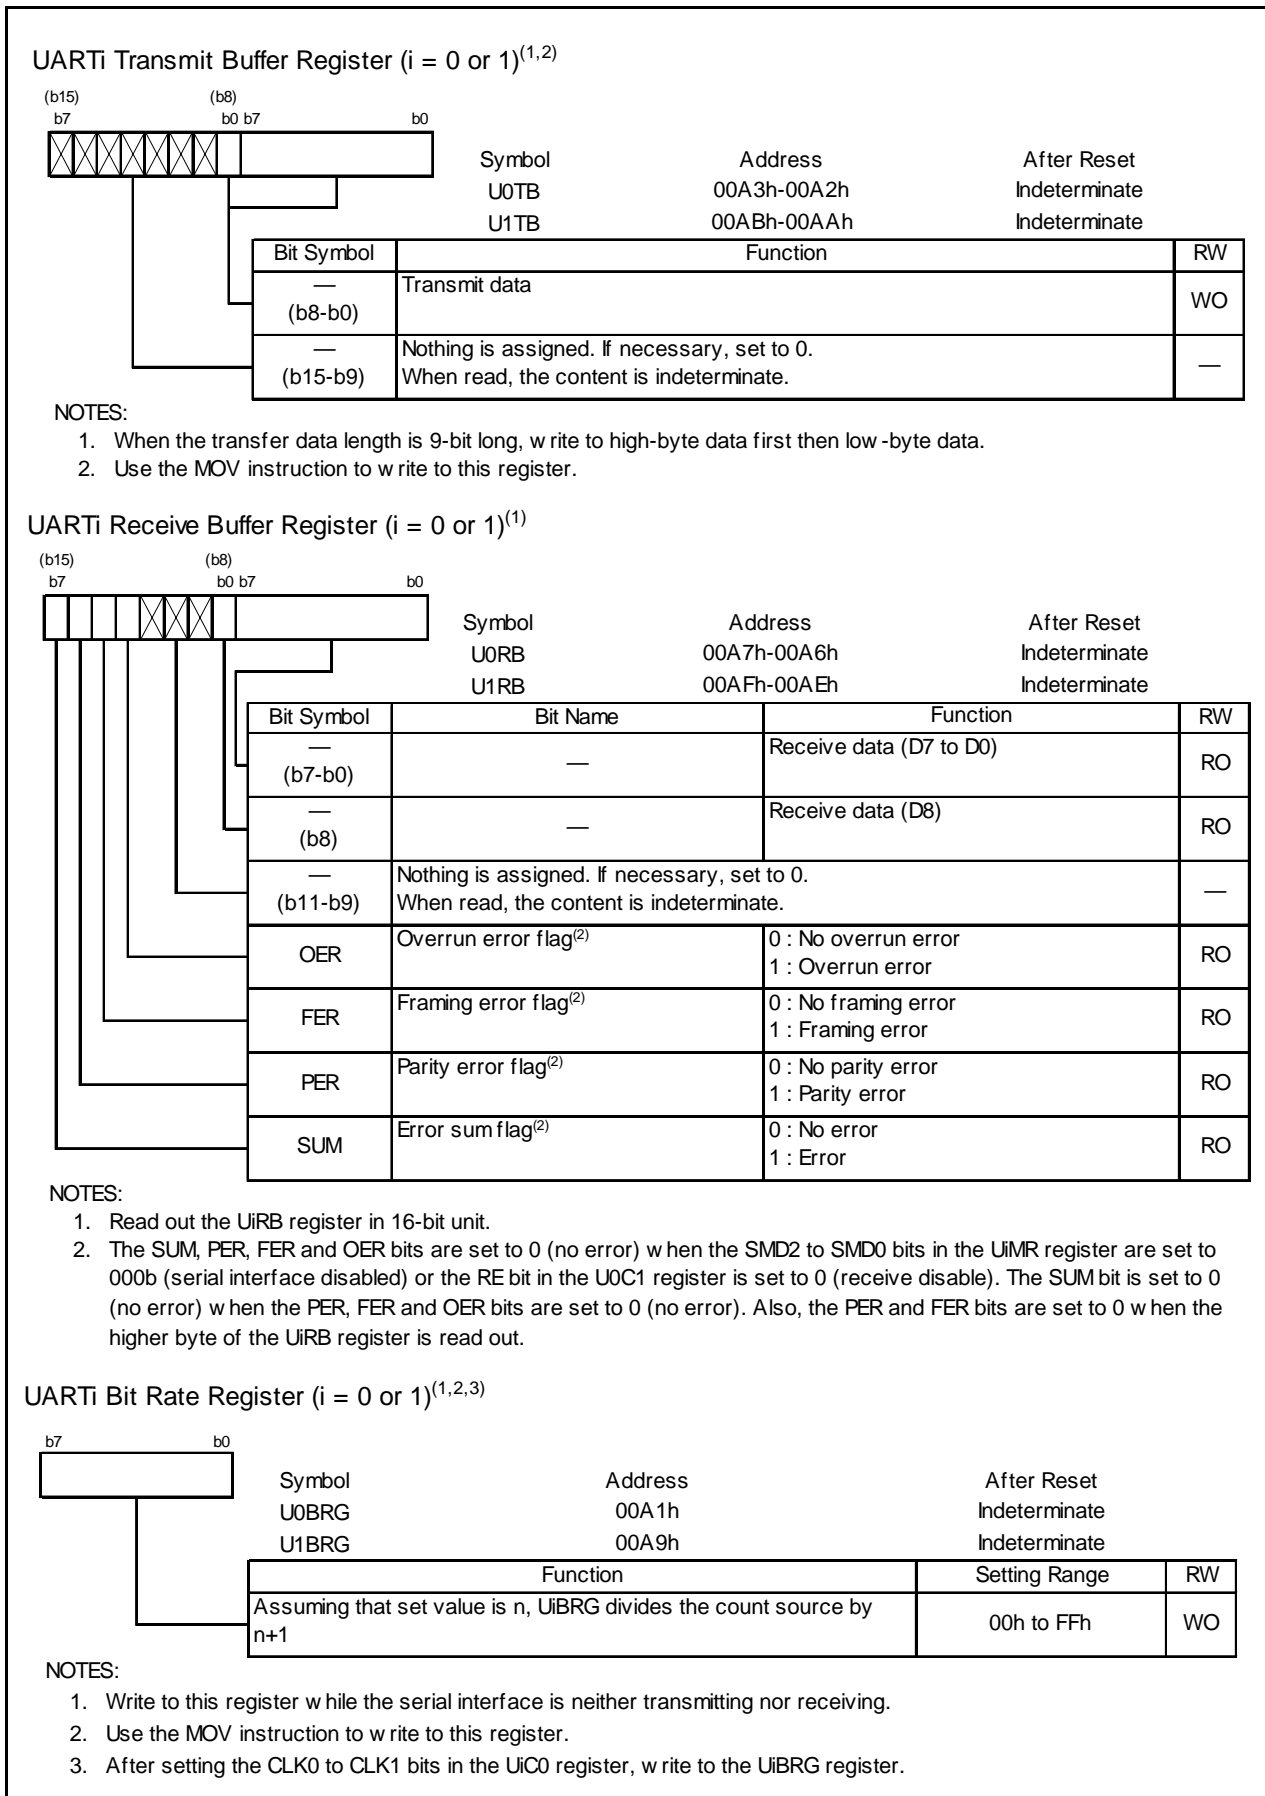 UARTi Transmit Buffer Register (i = 0 or 1)(1,2)
(b15) (b8)
b7 b0 b7 b0
Symbol Address After Reset
U0TB 00A3h-00A2h Indeterminate
U1TB 00ABh-00AAh Indeterminate
Bit Symbol Function RW
— Transmit data
(b8-b0) WO
— Nothing is assigned. If necessary, set to 0.
(b15-b9) When read, the content is indeterminate. —
NOTES:
1. When the transfer data length is 9-bit long, write to high-byte data first then low-byte data.
2. Use the MOV instruction to write to this register.
UARTi Receive Buffer Register (i = 0 or 1)(1)
(b15) (b8)
b7 b0 b7 b0
Symbol Address After Reset
U0RB 00A7h-00A6h Indeterminate
U1RB 00AFh-00AEh Indeterminate
Bit Symbol Bit Name Function RW
— — Receive data (D7 to D0)
(b7-b0) RO
— — Receive data (D8)
(b8) RO
— Nothing is assigned. If necessary, set to 0.
(b11-b9) When read, the content is indeterminate. —
OER Overrun error flag(2) 0 : No overrun error
1 : Overrun error RO
FER Framing error flag(2) 0 : No framing error
1 : Framing error RO
PER Parity error flag(2) 0 : No parity error
1 : Parity error RO
SUM Error sum flag(2) 0 : No error
1 : Error RO
NOTES:
1. Read out the UiRB register in 16-bit unit.
2. The SUM, PER, FER and OER bits are set to 0 (no error) when the SMD2 to SMD0 bits in the UiMR register are set to
000b (serial interface disabled) or the RE bit in the U0C1 register is set to 0 (receive disable). The SUM bit is set to 0
(no error) when the PER, FER and OER bits are set to 0 (no error). Also, the PER and FER bits are set to 0 when the
higher byte of the UiRB register is read out.
UARTi Bit Rate Register (i = 0 or 1)(1,2,3)
b7 b0
Symbol Address After Reset
U0BRG 00A1h Indeterminate
U1BRG 00A9h Indeterminate
Function Setting Range RW
Assuming that set value is n, UiBRG divides the count source by
n+1 00h to FFh WO
NOTES:
1. Write to this register while the serial interface is neither transmitting nor receiving.
2. Use the MOV instruction to write to this register.
3. After setting the CLK0 to CLK1 bits in the UiC0 register, write to the UiBRG register.